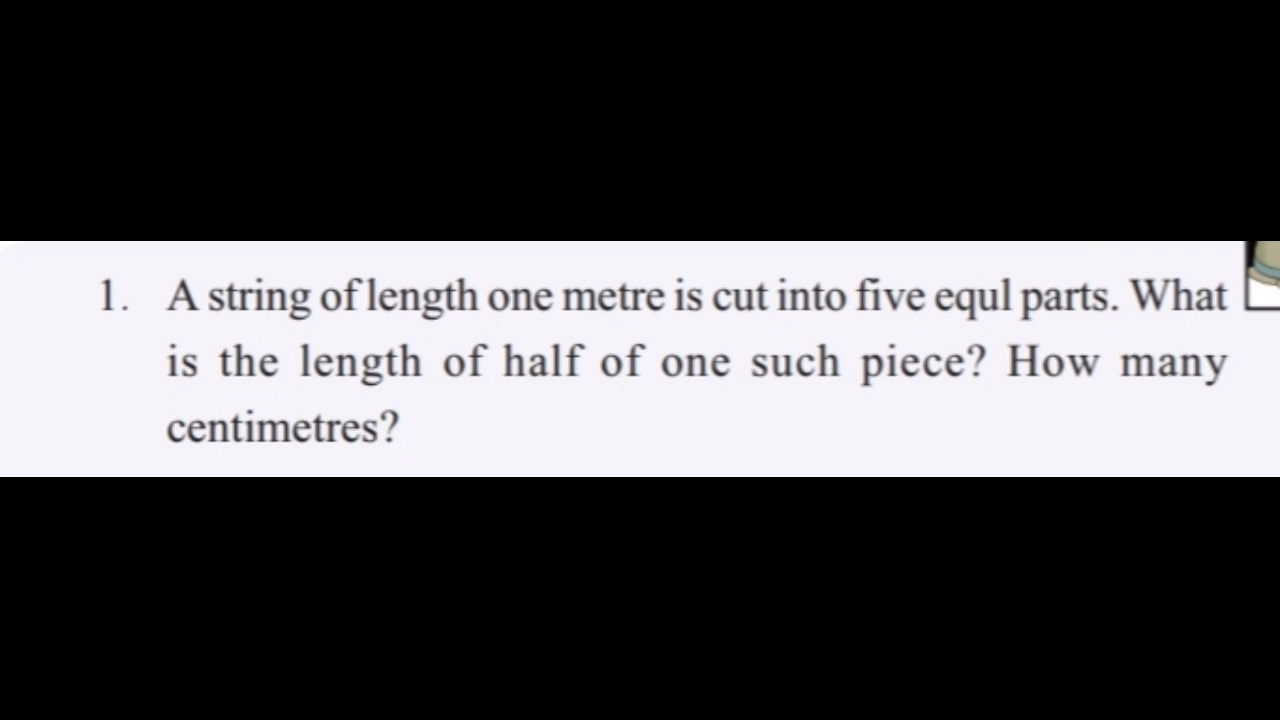 1. A string of length one metre is cut into five equl parts. What
is the length of half of one such piece? How many
centimetres?